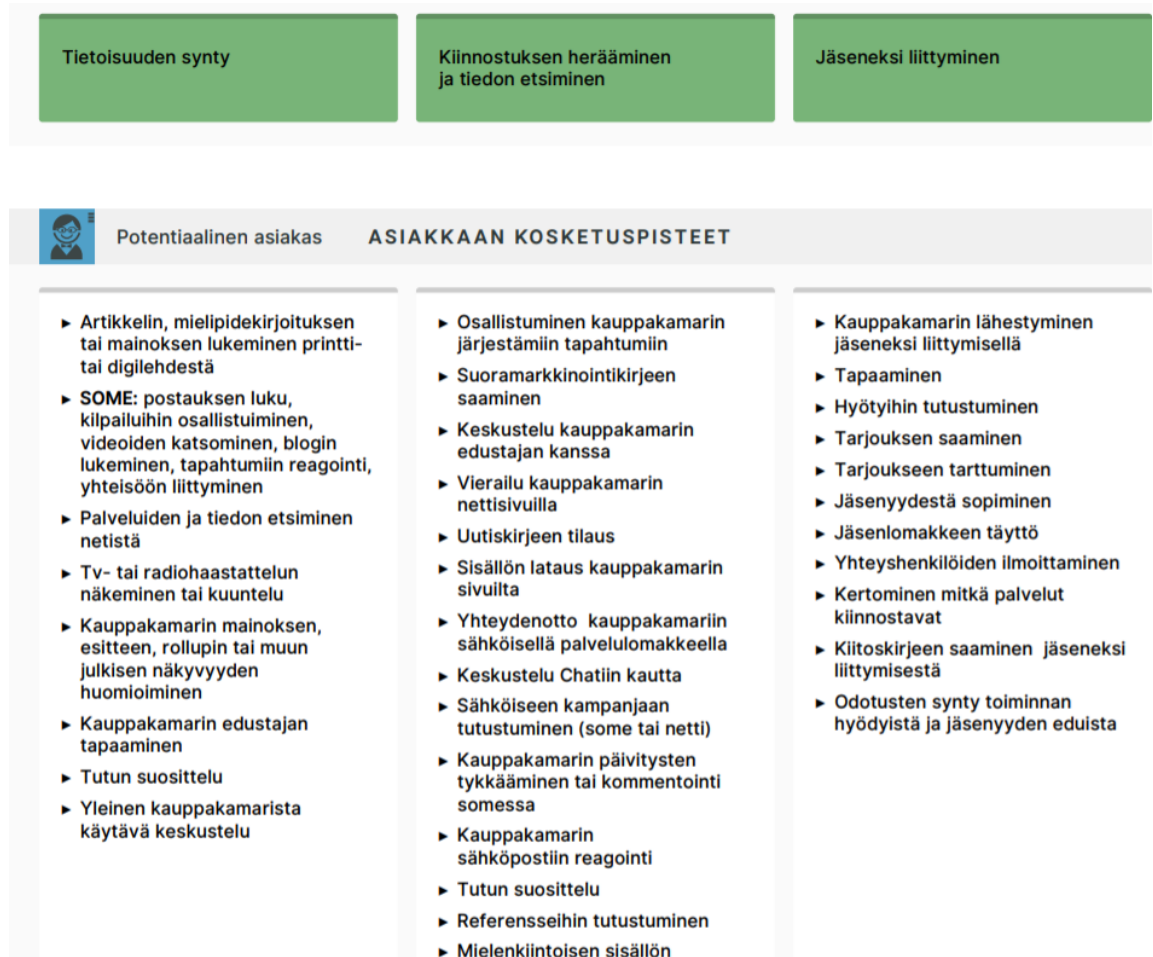 Tietoisuuden synty
Kiinnostuksen herääminen
ja tiedon etsiminen
Jäseneksi liittyminen
Potentiaalinen asiakas
ASIAKKAAN KOSKETUSPISTEET
► Artikkelin, mielipidekirjoituksen
tai mainoksen lukeminen printti-
tai digilehdestä
► SOME: postauksen luku,
kilpailuihin osallistuiminen,
videoiden katsominen, blogin
lukeminen, tapahtumiin reagointi,
yhteisöön liittyminen
► Palveluiden ja tiedon etsiminen
netistä
► Tv- tai radiohaastattelun
näkeminen tai kuuntelu
► Kauppakamarin mainoksen,
esitteen, rollupin tai muun
julkisen näkyvyyden
huomioiminen
► Kauppakamarin edustajan
tapaaminen
► Tutun suosittelu
► Yleinen kauppakamarista
käytävä keskustelu
► Osallistuminen kauppakamarin
järjestämiin tapahtumiin
► Suoramarkkinointikirjeen
saaminen
► Keskustelu kauppakamarin
edustajan kanssa
► Vierailu kauppakamarin
nettisivuilla
► Uutiskirjeen tilaus
► Sisällön lataus kauppakamarin
sivuilta
► Yhteydenotto  kauppakamariin
sähköisellä palvelulomakkeella
► Keskustelu Chatiin kautta
► Sähköiseen kampanjaan
tutustuminen (some tai netti)
► Kauppakamarin päivitysten
tykkääminen tai kommentointi
somessa
► Kauppakamarin
sähköpostiin reagointi
► Tutun suosittelu
► Referensseihin tutustuminen
► Mielenkiintoisen sisällön
► Kauppakamarin lähestyminen
jäseneksi liittymisellä
► Tapaaminen
► Hyötyihin tutustuminen
► Tarjouksen saaminen
► Tarjoukseen tarttuminen
► Jäsenyydestä sopiminen
► Jäsenlomakkeen täyttö
► Yhteyshenkilöiden ilmoittaminen
► Kertominen mitkä palvelut
kiinnostavat
► Kiitoskirjeen saaminen  jäseneksi
liittymisestä
► Odotusten synty toiminnan
hyödyistä ja jäsenyyden eduista